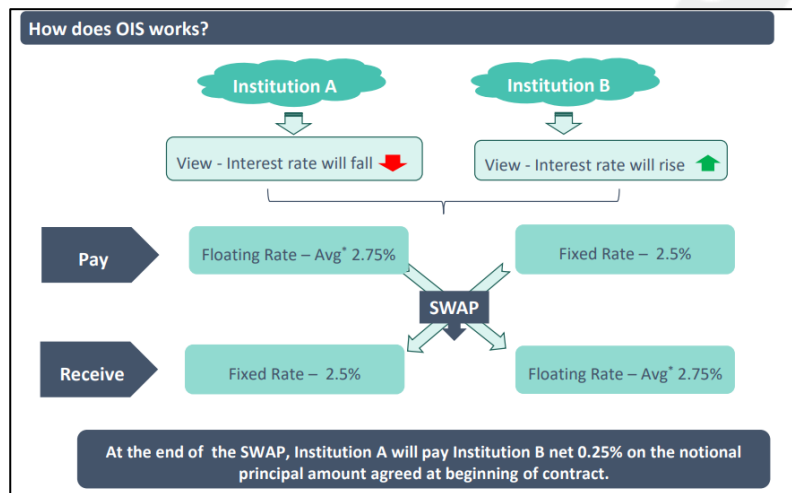 How does OIS works?
Institution A
Institution B
View - Interest rate will fall
View - Interest rate will rise
Pay
Floating Rate – Avg* 2.75%
Fixed Rate – 2.5%
SWAP
Receive
Fixed Rate – 2.5%
Floating Rate – Avg* 2.75%
At the end of the SWAP, Institution A will pay Institution B net 0.25% on the notional
principal amount agreed at beginning of contract.